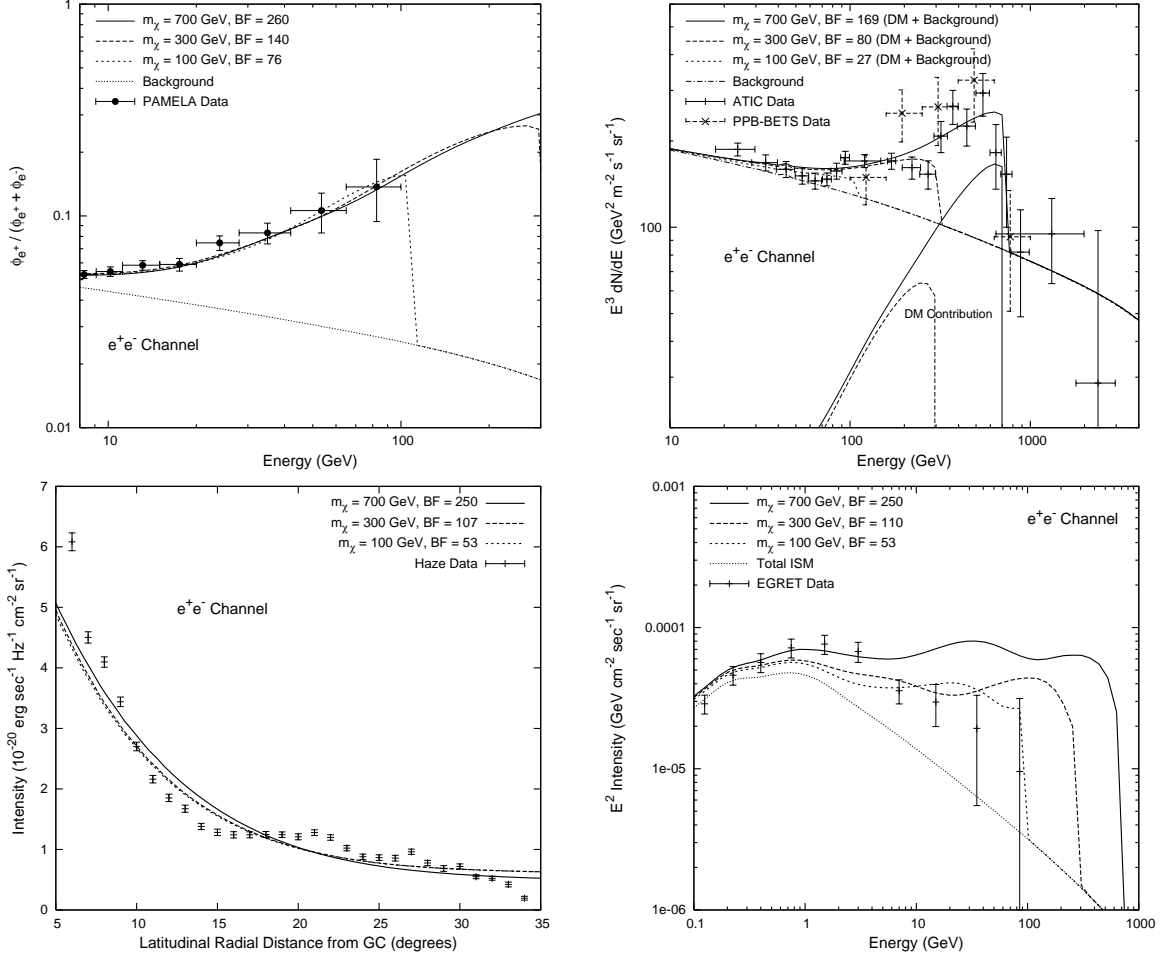 m_χ = 700 GeV, BF = 260
m_χ = 300 GeV, BF = 140
m_χ = 100 GeV, BF = 76
Background
PAMELA Data
e⁺e⁻ Channel
ϕ_e⁺ / (ϕ_e⁺ + ϕ_e⁻)
1
0.1
0.01
10
100
Energy (GeV)
m_χ = 700 GeV, BF = 169 (DM + Background)
m_χ = 300 GeV, BF = 80 (DM + Background)
m_χ = 100 GeV, BF = 27 (DM + Background)
Background
ATIC Data
PPB-BETS Data
e⁺e⁻ Channel
DM Contribution
E³ dN/dE (GeV² m⁻² s⁻¹ sr⁻¹)
100
10
100
1000
Energy (GeV)
m_χ = 700 GeV, BF = 250
m_χ = 300 GeV, BF = 107
m_χ = 100 GeV, BF = 53
Haze Data
e⁺e⁻ Channel
Intensity (10⁻²⁰ erg sec⁻¹ Hz⁻¹ cm⁻² sr⁻¹)
7
6
5
4
3
2
1
0
5
10
15
20
25
30
35
Latitudinal Radial Distance from GC (degrees)
m_χ = 700 GeV, BF = 250
m_χ = 300 GeV, BF = 110
m_χ = 100 GeV, BF = 53
Total ISM
EGRET Data
e⁺e⁻ Channel
E² Intensity (GeV cm⁻² sec⁻¹ sr⁻¹)
0.001
0.0001
1e-05
1e-06
0.1
1
10
100
1000
Energy (GeV)